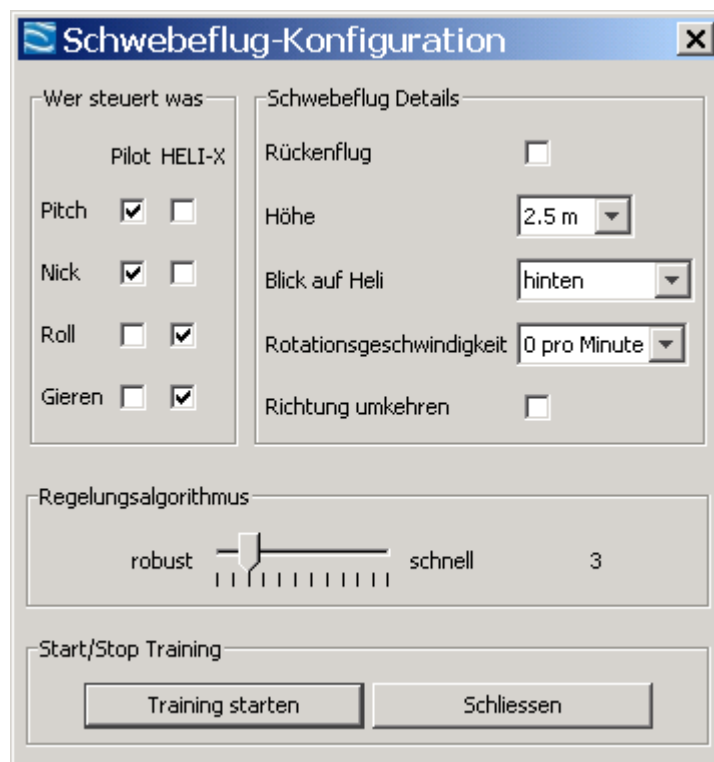 Schwebeflug-Konfiguration
Wer steuert was
Pilot HELI-X
Pitch
Nick
Roll
Gieren
Schwebeflug Details
Rückenflug
Höhe 2.5 m
Blick auf Heli hinten
Rotationsgeschwindigkeit 0 pro Minute
Richtung umkehren
Regelungsalgorithmus
robust schnell 3
Start/Stop Training
Training starten Schliessen